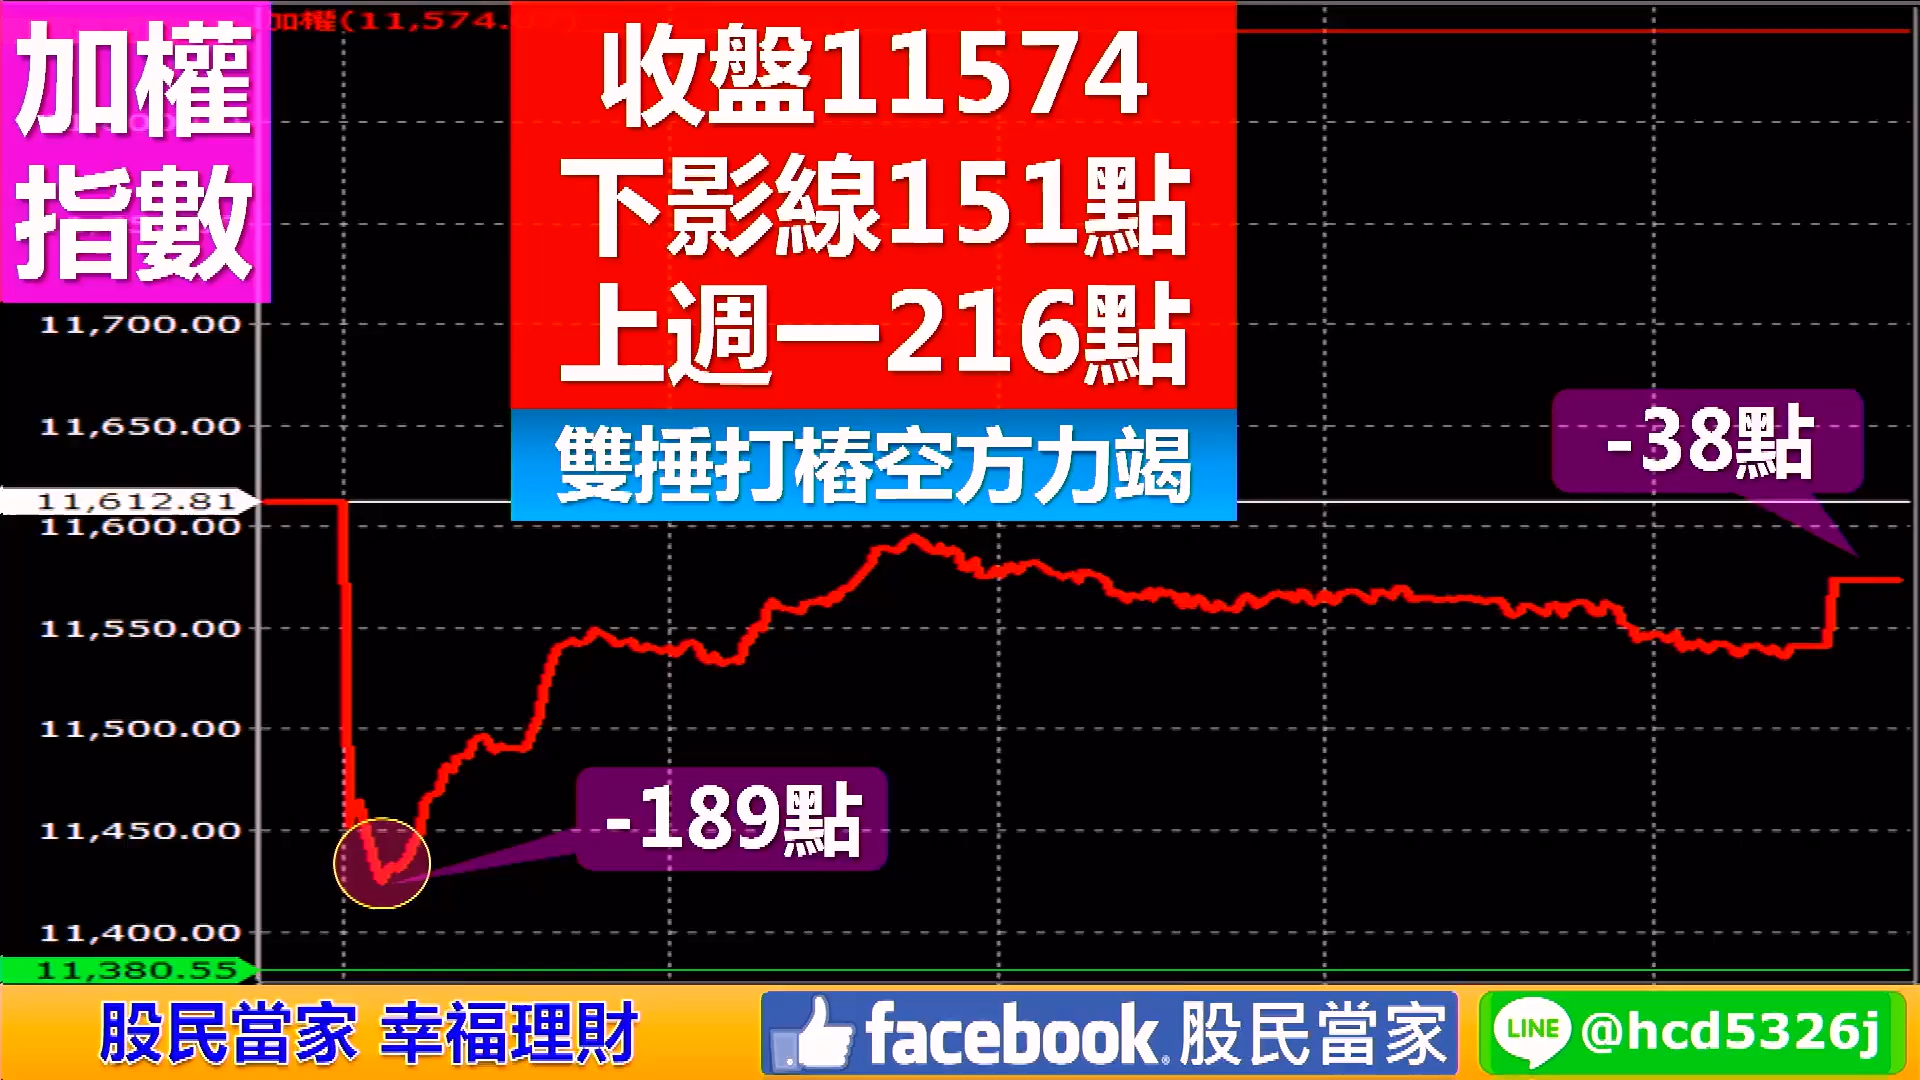 加權
指數
加權(11,574.
收盤11574
下影線151點
上週一216點
雙捶打樁空方力竭
11,700.00
11,650.00
-38點
11,612.81
11,600.00
11,550.00
11,500.00
-189點
11,450.00
11,400.00
11,380.55
股民當家 幸福理財
facebook 股民當家
LINE @hcd5326j